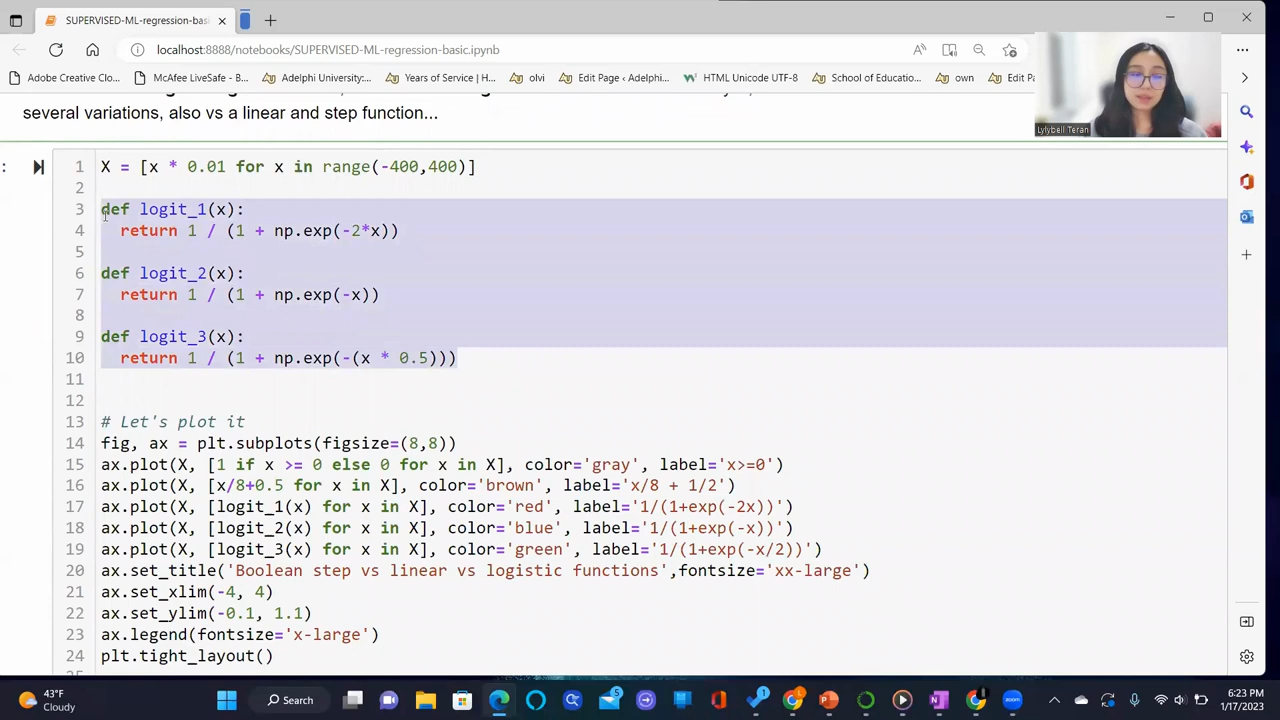 SUPERVISED-ML-regression-basi
localhost:8888/notebooks/SUPERVISED-ML-regression-basic.ipynb
Adobe Creative Clo...
McAfee LiveSafe - B...
Adelphi University:...
Years of Service | H...
olvi
Edit Page ‹ Adelphi...
HTML Unicode UTF-8
School of Educatio...
own
Edit P
Lylybell Teran
several variations, also vs a linear and step function...
1 X = [x * 0.01 for x in range(-400,400)]
2
3 def logit_1(x):
4 return 1 / (1 + np.exp(-2*x))
5
6 def logit_2(x):
7 return 1 / (1 + np.exp(-x))
8
9 def logit_3(x):
10 return 1 / (1 + np.exp(-(x * 0.5)))
11
12
13 # Let's plot it
14 fig, ax = plt.subplots(figsize=(8,8))
15 ax.plot(X, [1 if x >= 0 else 0 for x in X], color='gray', label='x>=0')
16 ax.plot(X, [x/8+0.5 for x in X], color='brown', label='x/8 + 1/2')
17 ax.plot(X, [logit_1(x) for x in X], color='red', label='1/(1+exp(-2x))')
18 ax.plot(X, [logit_2(x) for x in X], color='blue', label='1/(1+exp(-x))')
19 ax.plot(X, [logit_3(x) for x in X], color='green', label='1/(1+exp(-x/2))')
20 ax.set_title('Boolean step vs linear vs logistic functions',fontsize='xx-large')
21 ax.set_xlim(-4, 4)
22 ax.set_ylim(-0.1, 1.1)
23 ax.legend(fontsize='x-large')
24 plt.tight_layout()
43°F
Cloudy
Search
6:23 PM
1/17/2023